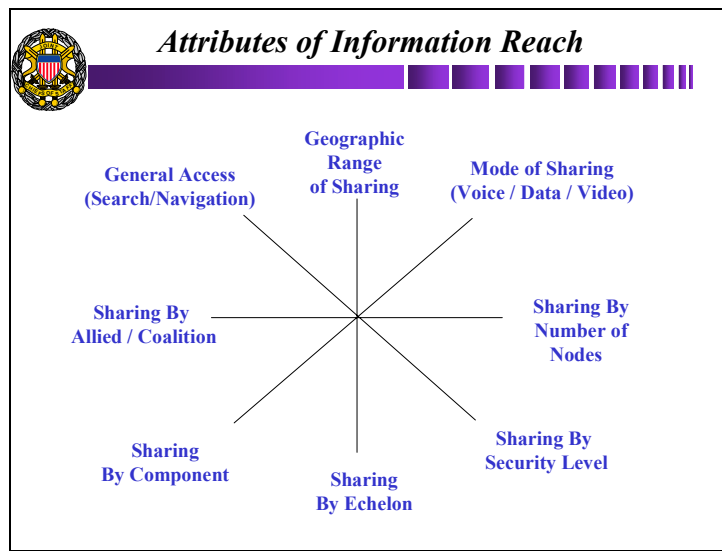 Attributes of Information Reach
Geographic
Range
of Sharing
General Access
(Search/Navigation)
Mode of Sharing
(Voice / Data / Video)
Sharing By
Allied / Coalition
Sharing By
Number of
Nodes
Sharing
By Component
Sharing By
Security Level
Sharing
By Echelon